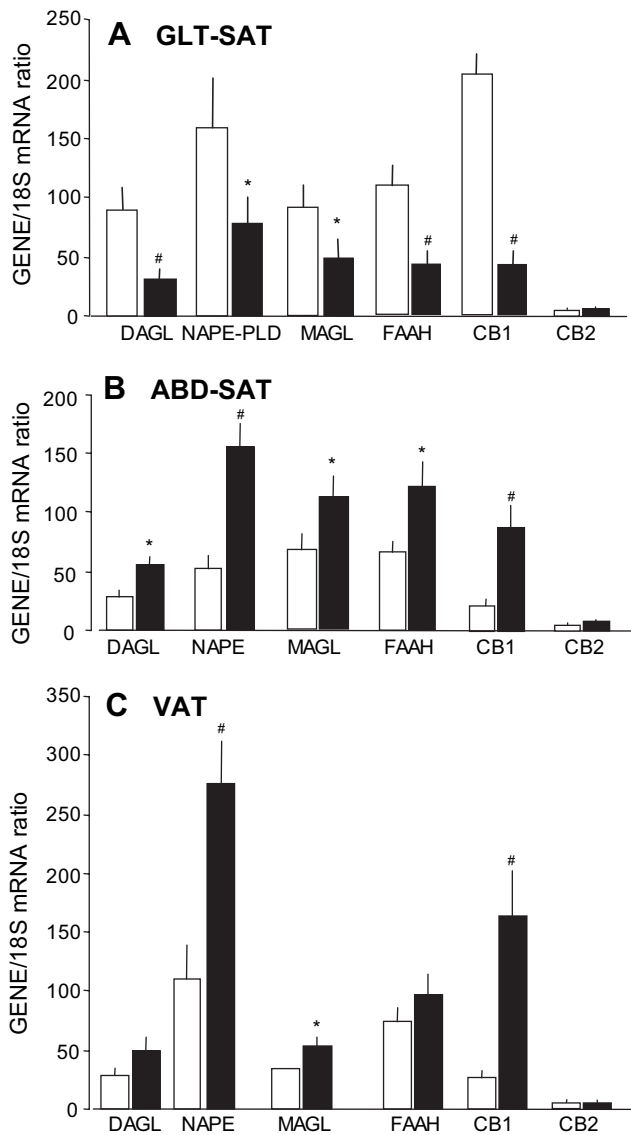 A GLT-SAT
GENE/18S mRNA ratio
250
200
150
100
50
0
# * * # #
DAGL NAPE-PLD MAGL FAAH CB1 CB2
B ABD-SAT
GENE/18S mRNA ratio
200
150
100
50
0
* # * * #
DAGL NAPE MAGL FAAH CB1 CB2
C VAT
GENE/18S mRNA ratio
350
300
250
200
150
100
50
0
# * #
DAGL NAPE MAGL FAAH CB1 CB2